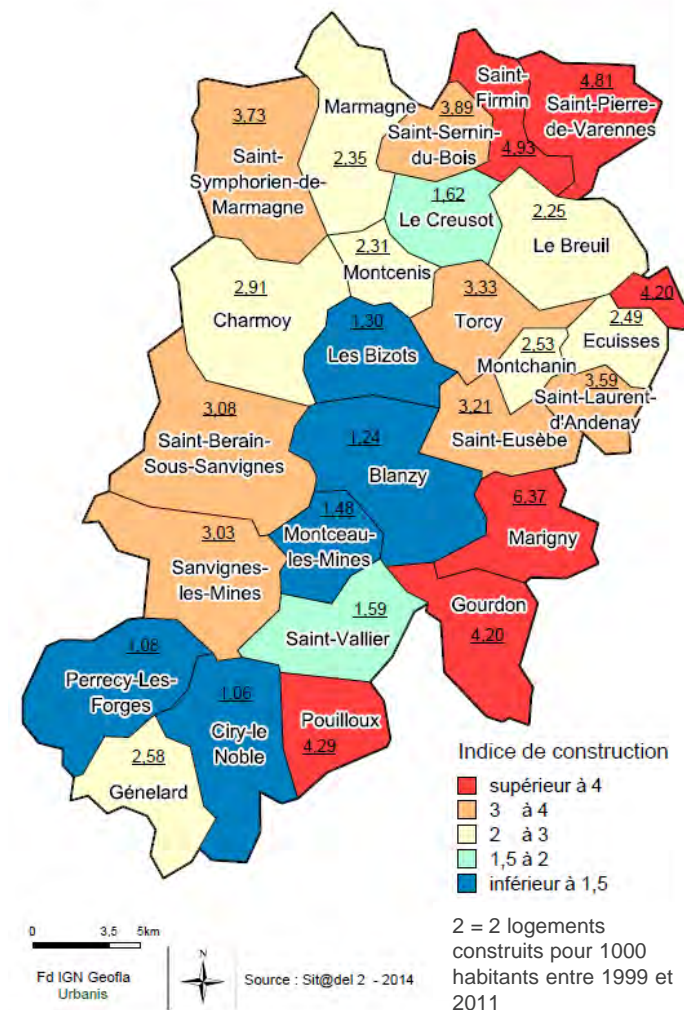 3,73
Saint-
Symphorien-de-
Marmagne
Marmagne
2,35
3,89
Saint-Sernin-
du-Bois
Saint-
Firmin
4,93
4,81
Saint-Pierre-
de-Varennes
1,62
Le Creusot
2,25
Le Breuil
2,31
Montcenis
2,91
Charmoy
1,30
Les Bizots
3,33
Torcy
4,20
2,49
Ecuisses
2,53
Montchanin
3,59
Saint-Laurent-
d'Andenay
3,08
Saint-Berain-
Sous-Sanvignes
1,24
Blanzy
3,21
Saint-Eusèbe
1,48
Montceau-
les-Mines
6,37
Marigny
3,03
Sanvignes-
les-Mines
1,59
Saint-Vallier
Gourdon
4,20
1,08
Perrecy-Les-
Forges
1,06
Ciry-le
Noble
Pouilloux
4,29
2,58
Génelard
Indice de construction
supérieur à 4
3 à 4
2 à 3
1,5 à 2
inférieur à 1,5
2 = 2 logements
construits pour 1000
habitants entre 1999 et
2011
0 3,5 5km
Fd IGN Geofla
Urbanis
N
Source : Sit@del 2 - 2014